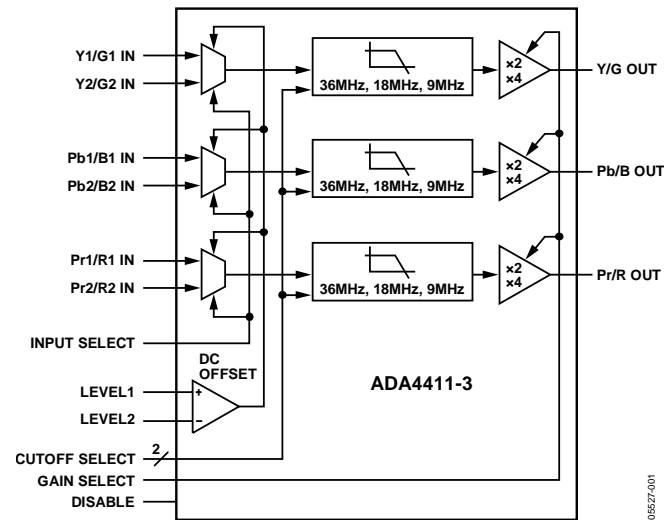 Y1/G1 IN
Y2/G2 IN
36MHz, 18MHz, 9MHz
×2
×4
Y/G OUT
Pb1/B1 IN
Pb2/B2 IN
36MHz, 18MHz, 9MHz
×2
×4
Pb/B OUT
Pr1/R1 IN
Pr2/R2 IN
36MHz, 18MHz, 9MHz
×2
×4
Pr/R OUT
INPUT SELECT
DC
OFFSET
LEVEL1
+
LEVEL2
−
ADA4411-3
CUTOFF SELECT
2
GAIN SELECT
DISABLE
05527-001